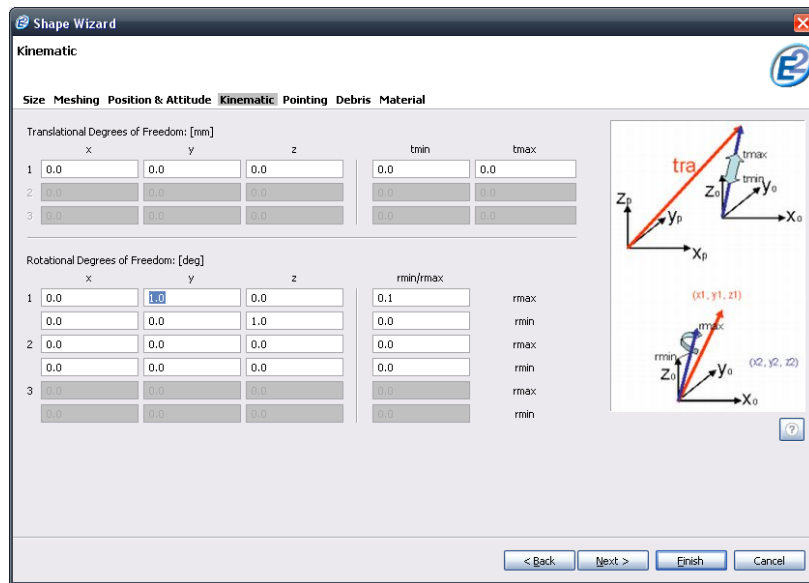 E² Shape Wizard
Kinematic
E²
Size Meshing Position & Attitude Kinematic Pointing Debris Material
Translational Degrees of Freedom: [mm]
x y z tmin tmax
1 0.0 0.0 0.0 0.0 0.0
2 0.0 0.0 0.0 0.0 0.0
3 0.0 0.0 0.0 0.0 0.0
Rotational Degrees of Freedom: [deg]
x y z rmin/rmax
1 0.0 1.0 0.0 0.1 rmax
0.0 0.0 1.0 0.0 rmin
2 0.0 0.0 0.0 0.0 rmax
0.0 0.0 0.0 0.0 rmin
3 0.0 0.0 0.0 0.0 rmax
0.0 0.0 0.0 0.0 rmin
tra
tmax
tmin
Zo
Yo
Xo
Zp
Yp
Xp
(x1, y1, z1)
rmax
rmin
(x2, y2, z2)
Zo
Yo
Xo
?
< Back Next > Finish Cancel